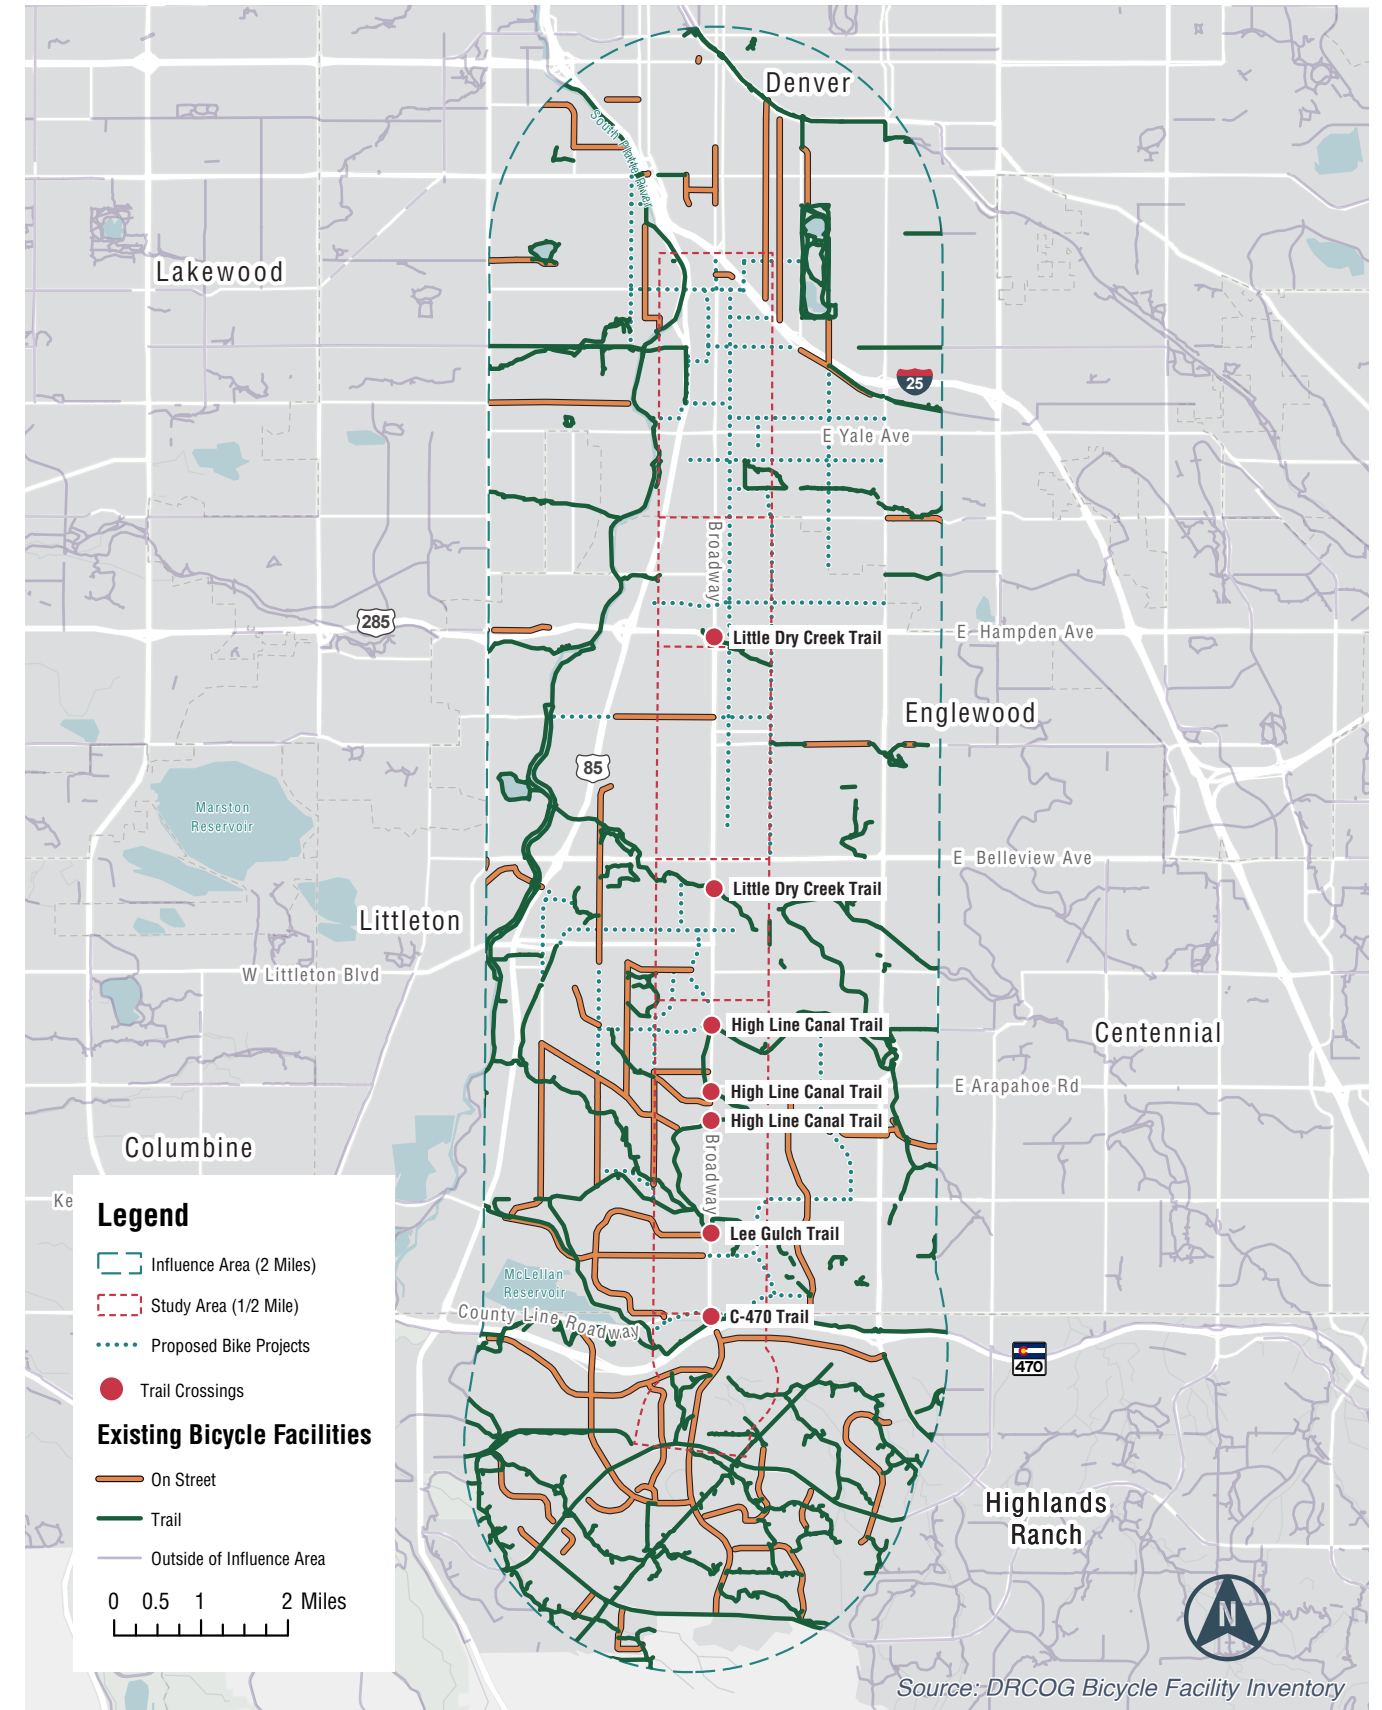 Denver
South Platte River
Lakewood
25
E Yale Ave
Broadway
285
E Hampden Ave
Little Dry Creek Trail
Englewood
85
Marston
Reservoir
E Belleview Ave
Little Dry Creek Trail
Littleton
W Littleton Blvd
High Line Canal Trail
Centennial
E Arapahoe Rd
High Line Canal Trail
High Line Canal Trail
Columbine
Broadway
Ke
Lee Gulch Trail
McLellan
Reservoir
County Line Roadway
C-470 Trail
470
Legend
Influence Area (2 Miles)
Study Area (1/2 Mile)
Proposed Bike Projects
Trail Crossings
Existing Bicycle Facilities
On Street
Trail
Outside of Influence Area
0 0.5 1 2 Miles
Highlands
Ranch
N
Source: DRCOG Bicycle Facility Inventory